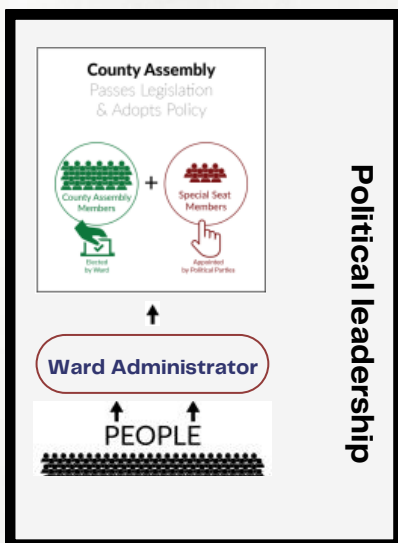 County Assembly
Passes Legislation
& Adopts Policy
County Assembly
Members
+
Special Seat
Members
Elected
by Ward
Appointed
by Political Parties
Ward Administrator
PEOPLE
Political leadership